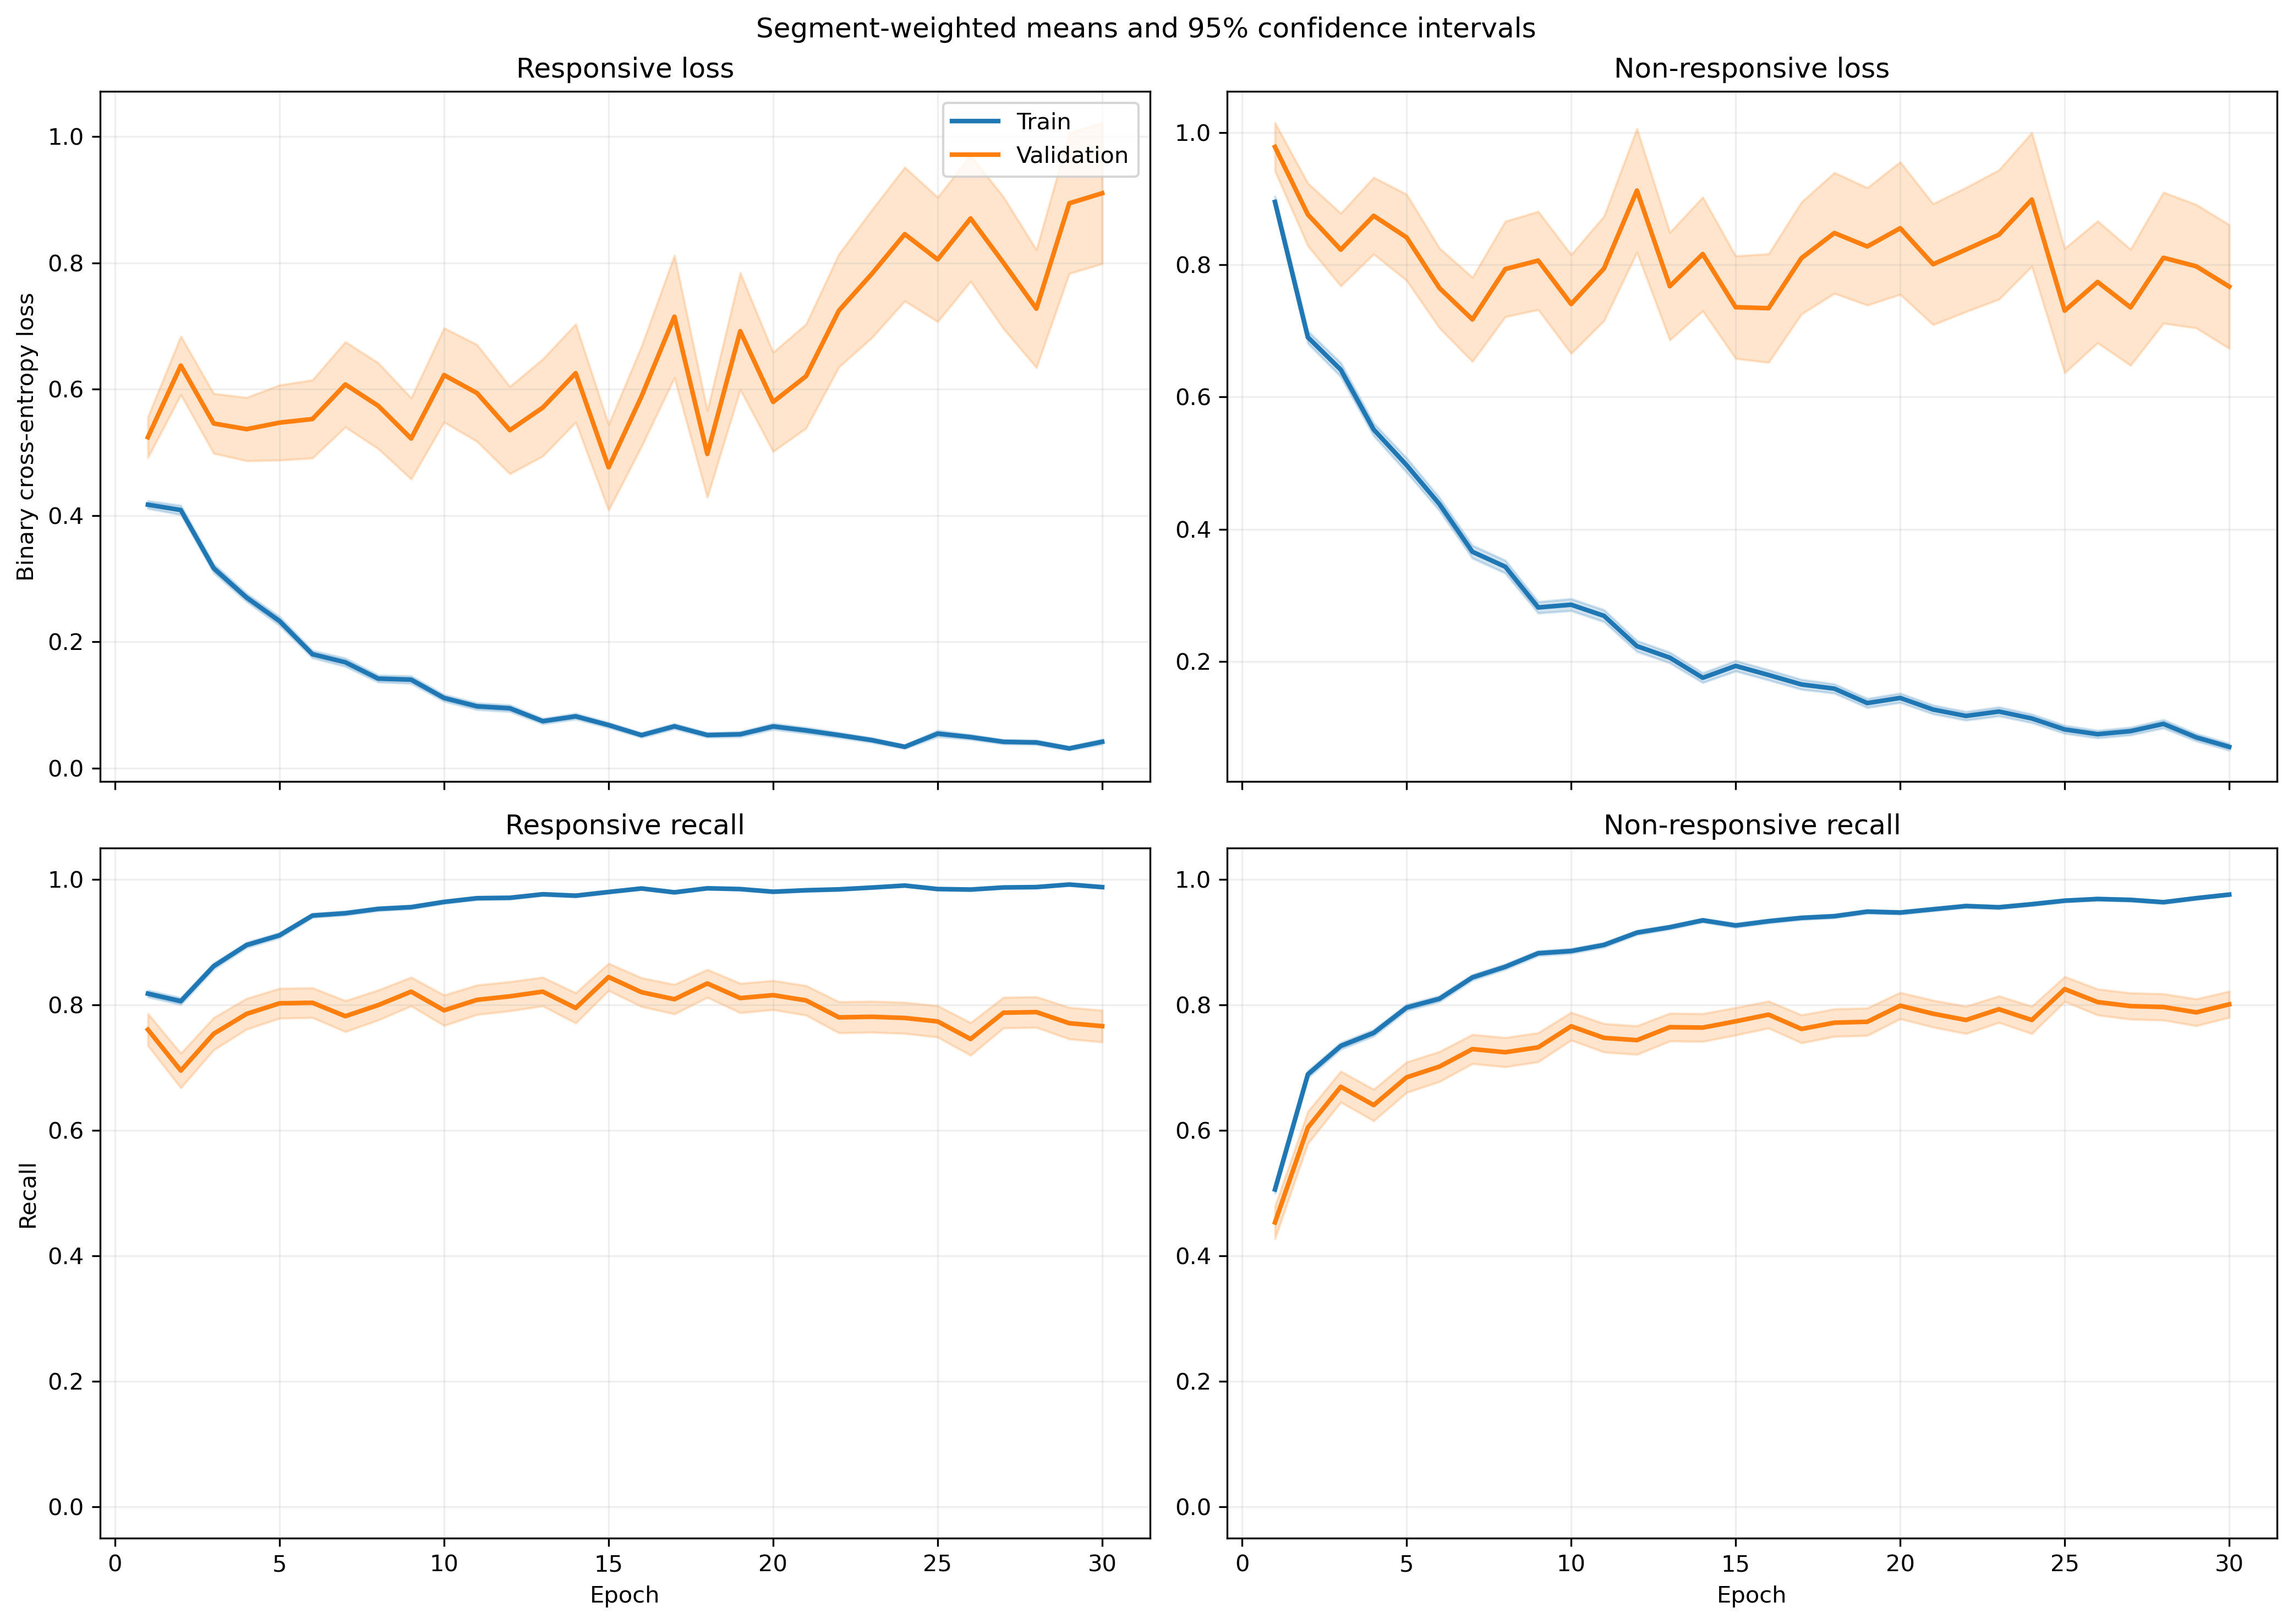 Segment-weighted means and 95% confidence intervals
Responsive loss
Non-responsive loss
Train
Validation
Binary cross-entropy loss
1.0
0.8
0.6
0.4
0.2
0.0
1.0
0.8
0.6
0.4
0.2
Responsive recall
Non-responsive recall
Recall
1.0
0.8
0.6
0.4
0.2
0.0
0 5 10 15 20 25 30
Epoch
1.0
0.8
0.6
0.4
0.2
0.0
0 5 10 15 20 25 30
Epoch